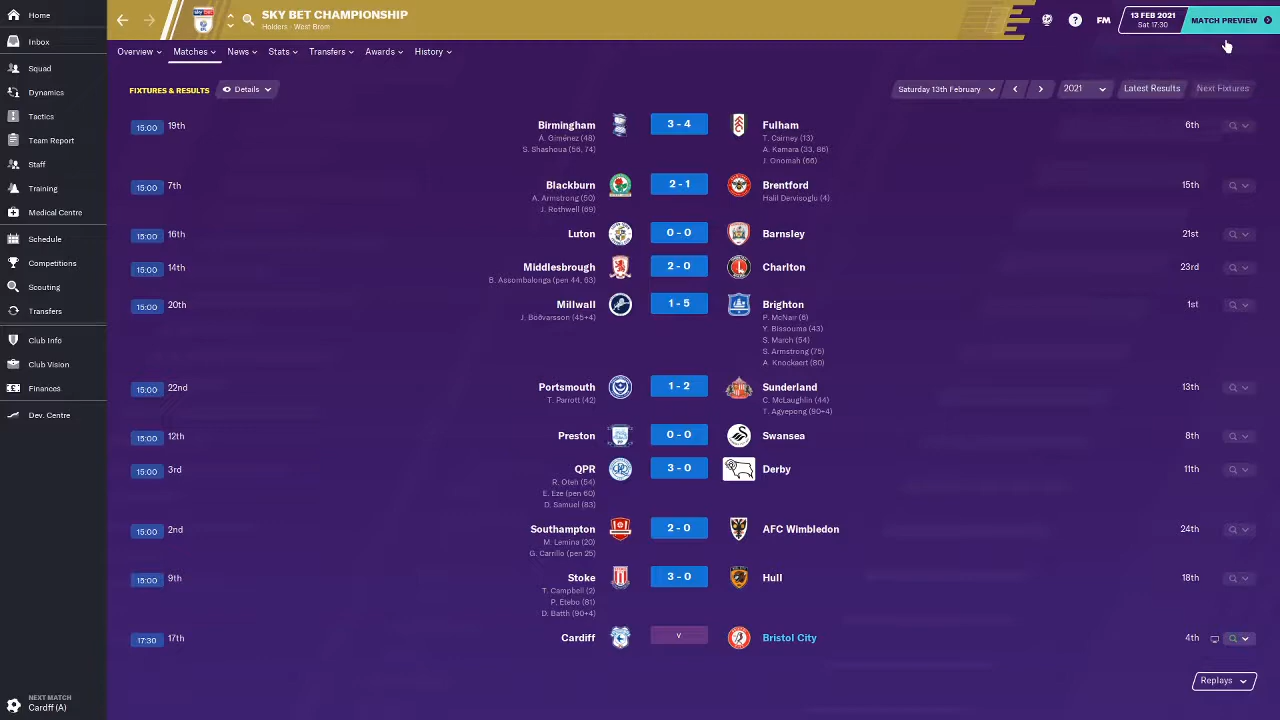 SKY BET CHAMPIONSHIP
Holders - West Brom
FM
13 FEB 2021
Sat 17:30
MATCH PREVIEW
Overview
Matches
News
Stats
Transfers
Awards
History
Inbox
Squad
Dynamics
Tactics
Team Report
Staff
Training
Medical Centre
Schedule
Competitions
Scouting
Transfers
Club Info
Club Vision
Finances
Dev. Centre
NEXT MATCH
Cardiff (A)
FIXTURES & RESULTS
Details
Saturday 13th February
2021
Latest Results
Next Fixtures
15:00 19th Birmingham 3 - 4 Fulham 6th
A. Giménez (48) T. Cairney (13)
S. Shashoua (56, 74) A. Kamara (33, 86)
J. Onomah (66)
15:00 7th Blackburn 2 - 1 Brentford 15th
A. Armstrong (50) Halil Dervisoglu (4)
J. Rothwell (69)
15:00 16th Luton 0 - 0 Barnsley 21st
15:00 14th Middlesbrough 2 - 0 Charlton 23rd
B. Assombalonga (pen 44, 63)
15:00 20th Millwall 1 - 5 Brighton 1st
J. Bödvarsson (45+4) P. McNair (6)
Y. Bissouma (43)
S. March (54)
S. Armstrong (75)
A. Knockaert (80)
15:00 22nd Portsmouth 1 - 2 Sunderland 13th
T. Parrott (42) C. McLaughlin (44)
T. Agyepong (90+4)
15:00 12th Preston 0 - 0 Swansea 8th
15:00 3rd QPR 3 - 0 Derby 11th
R. Oteh (54)
E. Eze (pen 60)
D. Samuel (83)
15:00 2nd Southampton 2 - 0 AFC Wimbledon 24th
M. Lemina (20)
G. Carrillo (pen 25)
15:00 9th Stoke 3 - 0 Hull 18th
T. Campbell (2)
P. Etebo (81)
D. Batth (90+4)
17:30 17th Cardiff v Bristol City 4th
Replays